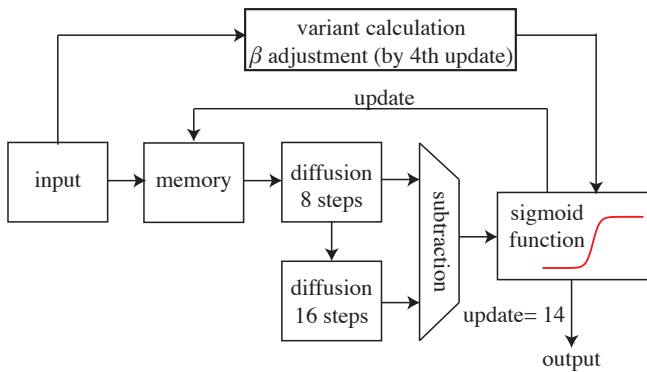 variant calculation
β adjustment (by 4th update)
update
input
memory
diffusion
8 steps
subtraction
sigmoid
function
diffusion
16 steps
update= 14
output